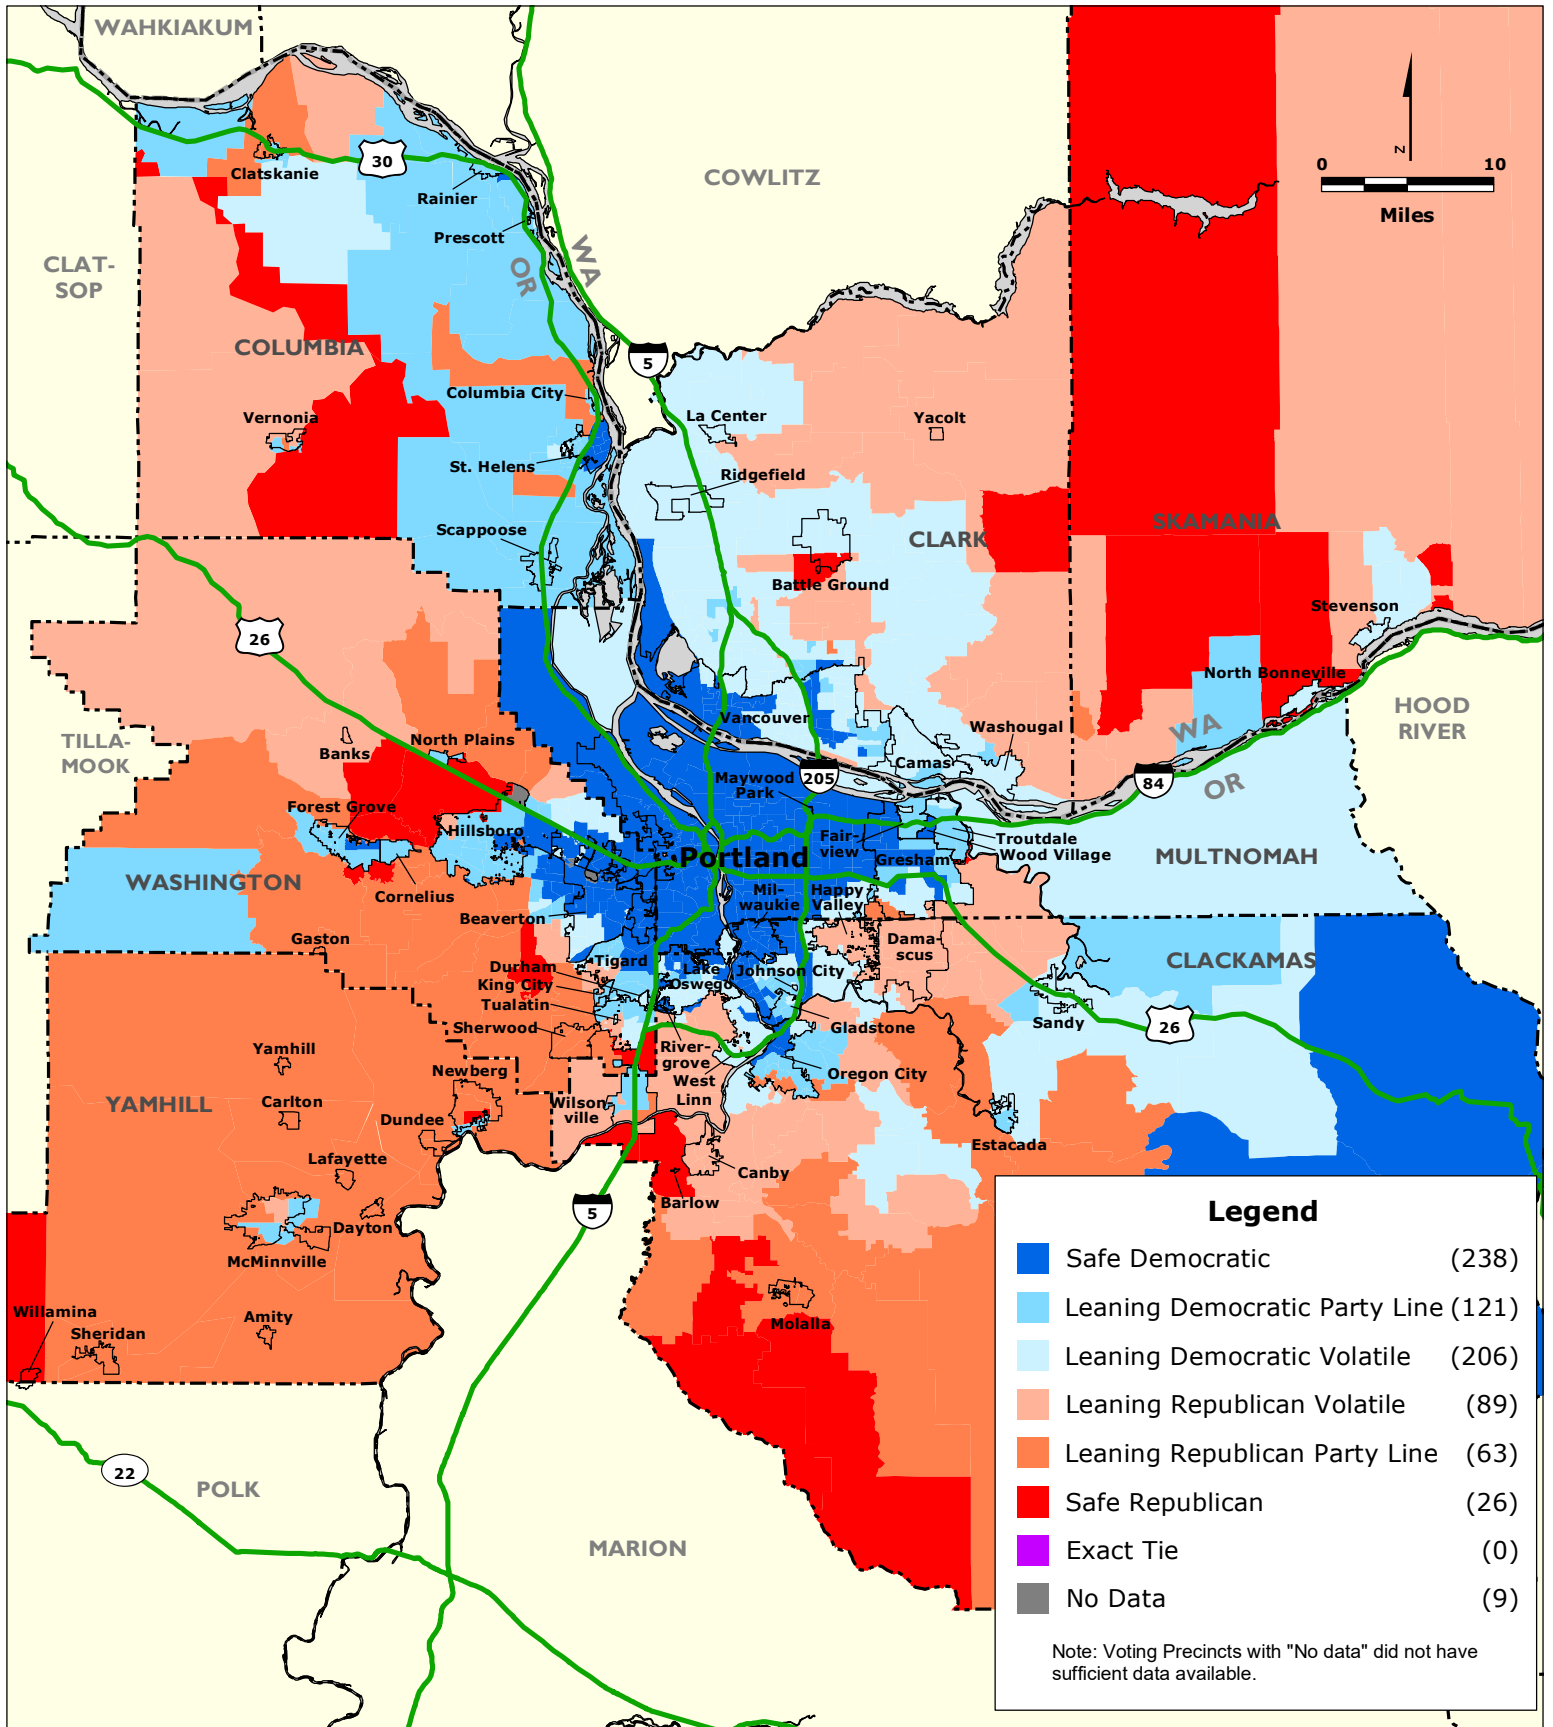 WAHKIAKUM
COWLITZ
CLAT-
SOP
TILLA-
MOOK
HOOD
RIVER
POLK
MARION
COLUMBIA
CLARK
SKAMANIA
WASHINGTON
MULTNOMAH
CLACKAMAS
YAMHILL
WA
OR
WA
OR
30
5
26
205
84
26
5
22
N
0
10
Miles
Clatskanie
Rainier
Prescott
Columbia City
Vernonia
St. Helens
Scappoose
La Center
Yacolt
Ridgefield
Battle Ground
Stevenson
North Bonneville
Vancouver
Washougal
Camas
Banks
North Plains
Maywood
Park
Forest Grove
Hillsboro
Portland
Fair-
view
Troutdale
Wood Village
Gresham
Cornelius
Mil-
waukie
Happy
Valley
Beaverton
Gaston
Dama-
scus
Tigard
Durham
King City
Tualatin
Sherwood
Lake
Oswego
Johnson City
Gladstone
Sandy
River-
grove
West
Linn
Oregon City
Yamhill
Newberg
Carlton
Dundee
Wilson-
ville
Estacada
Lafayette
Canby
Barlow
Dayton
McMinnville
Willamina
Sheridan
Amity
Molalla
Legend
Safe Democratic (238)
Leaning Democratic Party Line (121)
Leaning Democratic Volatile (206)
Leaning Republican Volatile (89)
Leaning Republican Party Line (63)
Safe Republican (26)
Exact Tie (0)
No Data (9)
Note: Voting Precincts with "No data" did not have
sufficient data available.